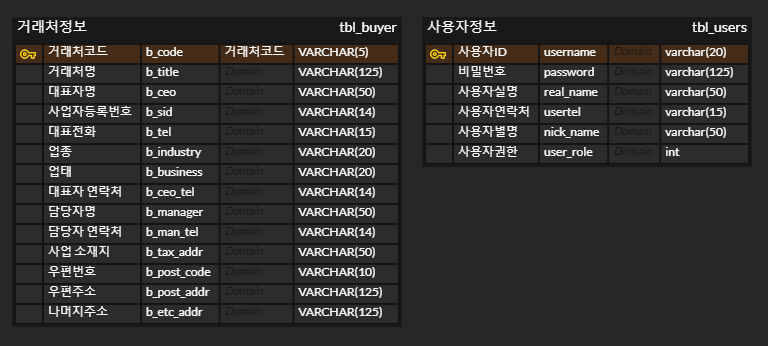 거래처정보 tbl_buyer
거래처코드 b_code 거래처코드 VARCHAR(5)
거래처명 b_title Domain VARCHAR(125)
대표자명 b_ceo Domain VARCHAR(50)
사업자등록번호 b_sid Domain VARCHAR(14)
대표전화 b_tel Domain VARCHAR(15)
업종 b_industry Domain VARCHAR(20)
업태 b_business Domain VARCHAR(20)
대표자 연락처 b_ceo_tel Domain VARCHAR(14)
담당자명 b_manager Domain VARCHAR(50)
담당자 연락처 b_man_tel Domain VARCHAR(14)
사업 소재지 b_tax_addr Domain VARCHAR(50)
우편번호 b_post_code Domain VARCHAR(10)
우편주소 b_post_addr Domain VARCHAR(125)
나머지주소 b_etc_addr Domain VARCHAR(125)
사용자정보 tbl_users
사용자ID username Domain varchar(20)
비밀번호 password Domain varchar(125)
사용자실명 real_name Domain varchar(50)
사용자연락처 usertel Domain varchar(15)
사용자별명 nick_name Domain varchar(50)
사용자권한 user_role Domain int